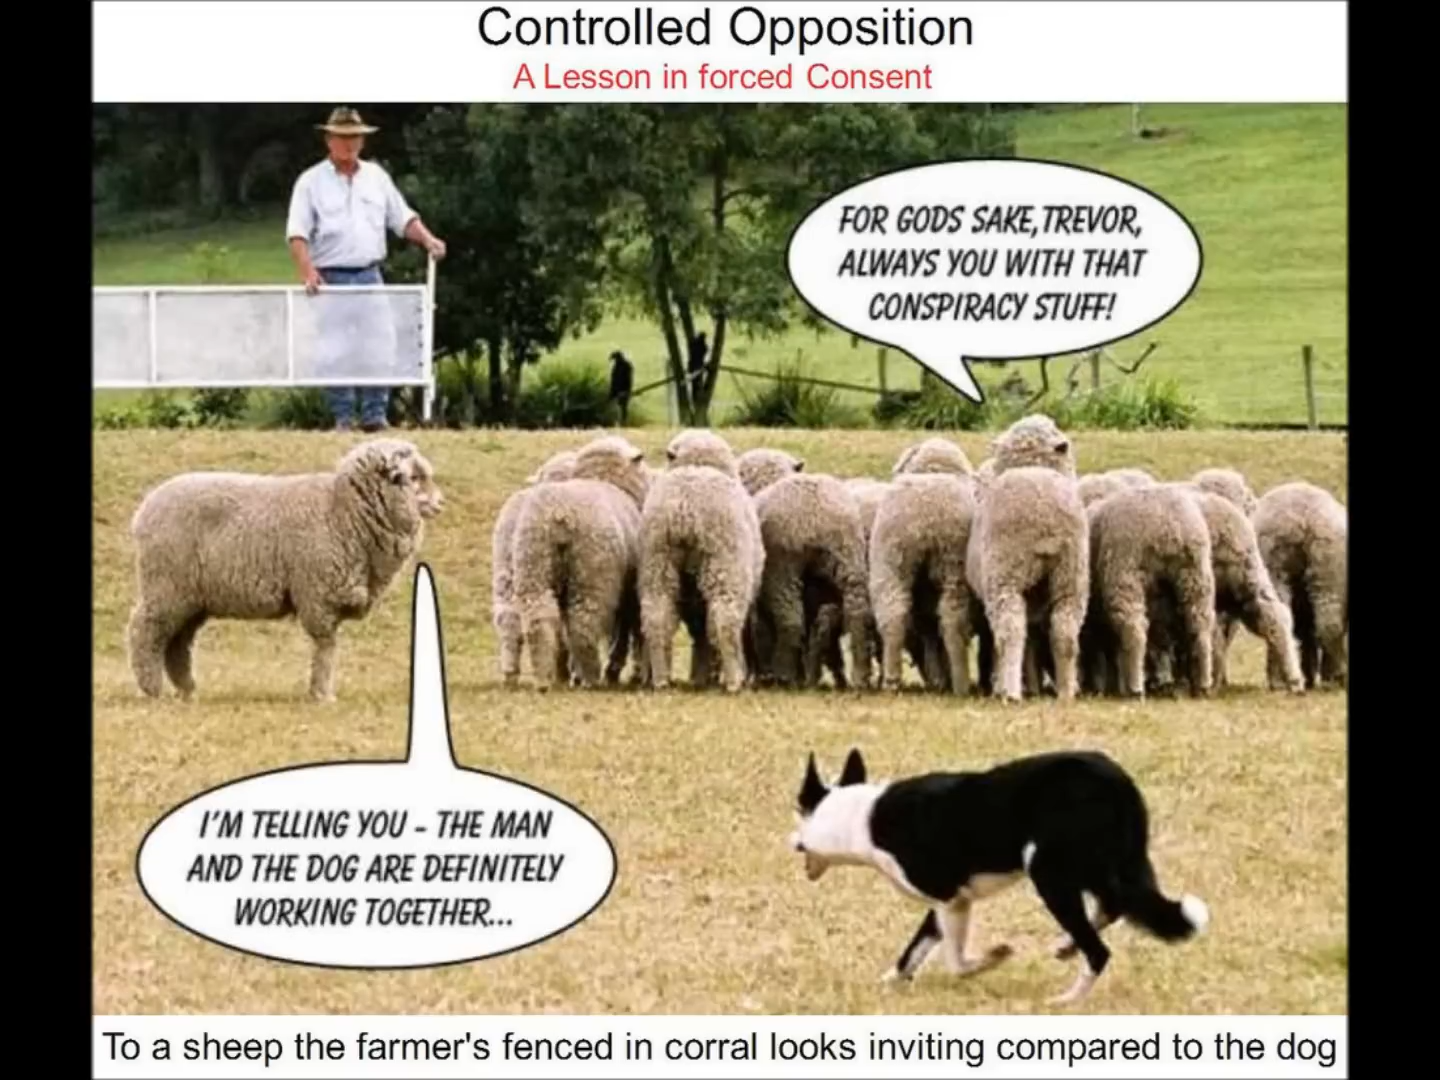 Controlled Opposition
A Lesson in forced Consent
FOR GODS SAKE, TREVOR,
ALWAYS YOU WITH THAT
CONSPIRACY STUFF!
I'M TELLING YOU - THE MAN
AND THE DOG ARE DEFINITELY
WORKING TOGETHER...
To a sheep the farmer's fenced in corral looks inviting compared to the dog